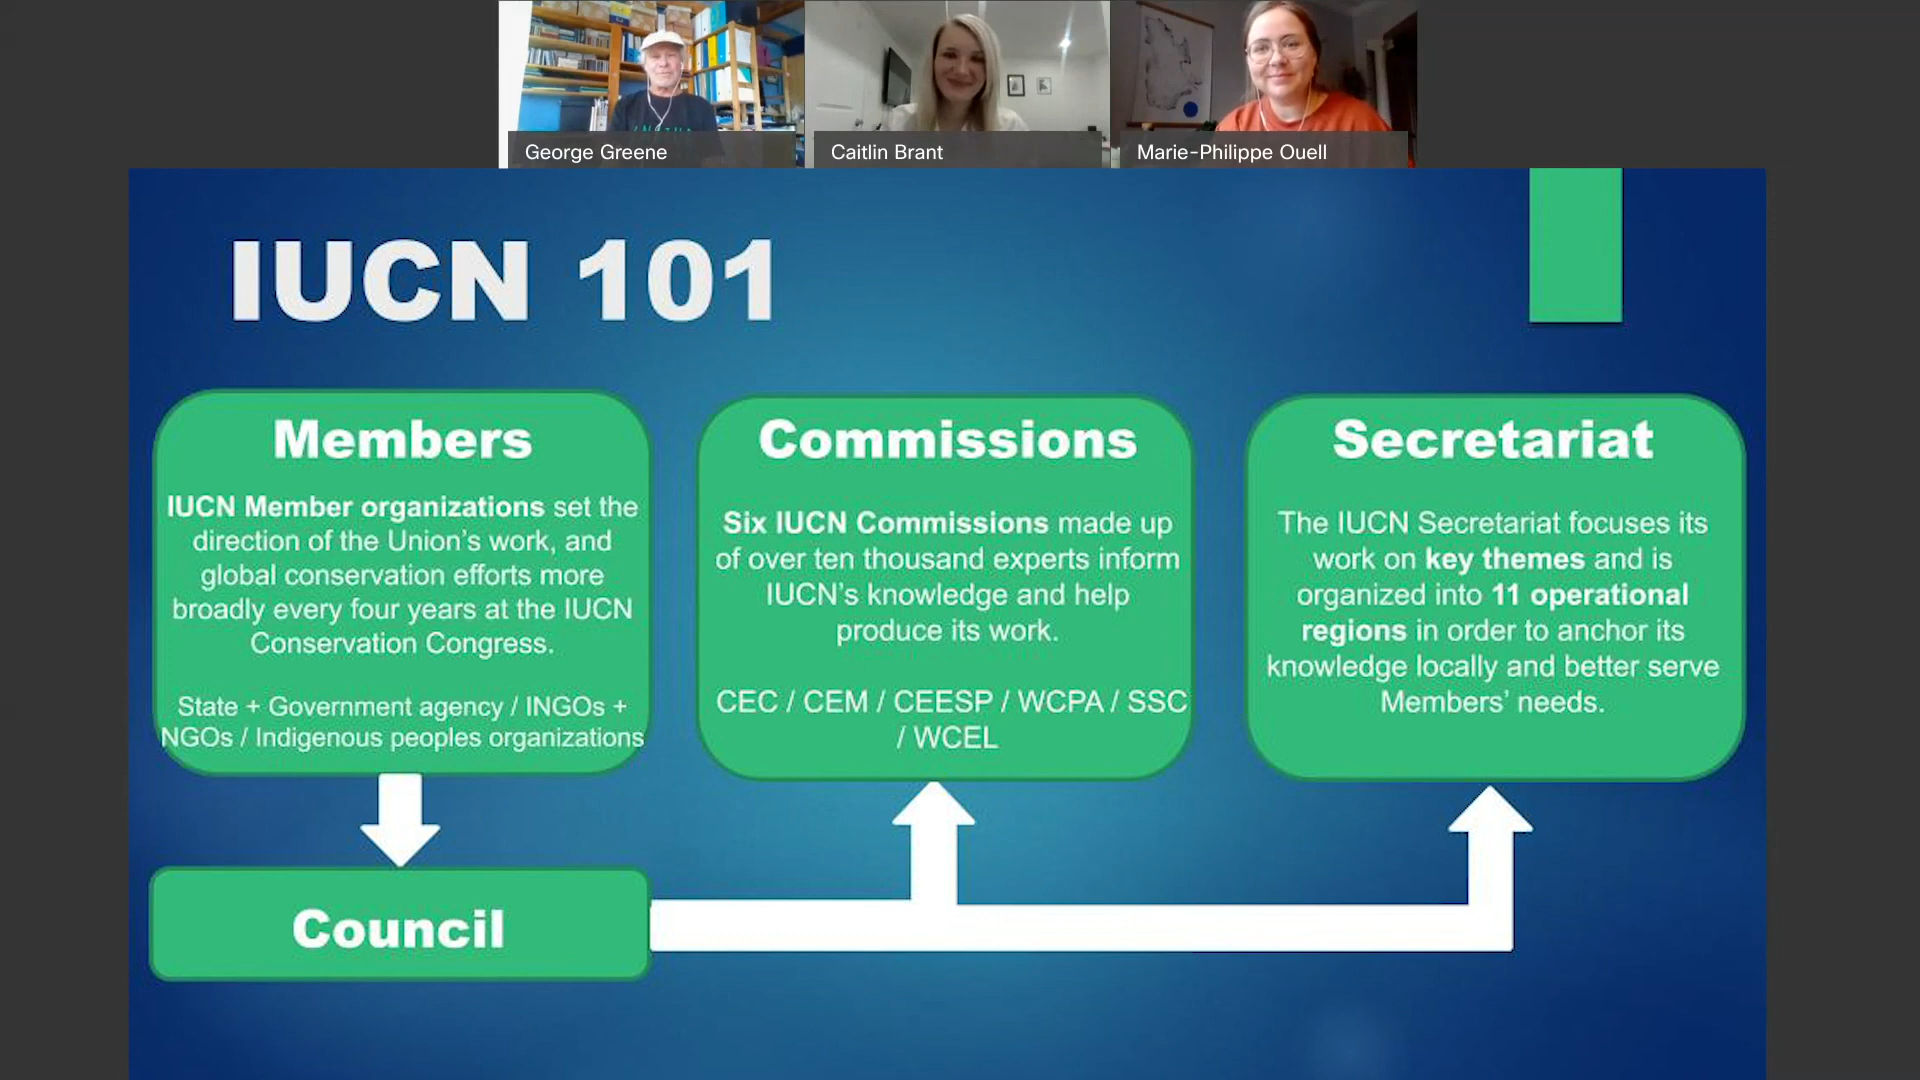 George Greene
Caitlin Brant
Marie-Philippe Ouell
IUCN 101
Members
IUCN Member organizations set the
direction of the Union's work, and
global conservation efforts more
broadly every four years at the IUCN
Conservation Congress.
State + Government agency / INGOs +
NGOs / Indigenous peoples organizations
Commissions
Six IUCN Commissions made up
of over ten thousand experts inform
IUCN's knowledge and help
produce its work.
CEC / CEM / CEESP / WCPA / SSC
/ WCEL
Secretariat
The IUCN Secretariat focuses its
work on key themes and is
organized into 11 operational
regions in order to anchor its
knowledge locally and better serve
Members' needs.
Council